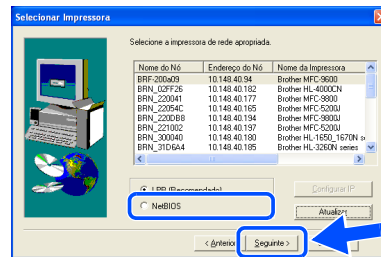 Selecionar Impressora
Selecione a impressora de rede apropriada.
Nome do Nó Endereço do Nó Nome da Impressora
BRF-200a09 10.148.40.94 Brother MFC-9600
BRN_02FF26 10.148.40.182 Brother HL-4000CN
BRN_220041 10.148.40.177 Brother MFC-9800
BRN_22054C 10.148.40.165 Brother MFC-5200J
BRN_220DB8 10.148.40.194 Brother MFC-9800J
BRN_221002 10.148.40.197 Brother MFC-5200J
BRN_300040 10.148.40.180 Brother HL-1650_1670N se
BRN_31D6A4 10.148.40.185 Brother HL-3260N series
LPR (Recomendado) Configurar IP
NetBIOS Atualizar
< Anterior Seguinte >